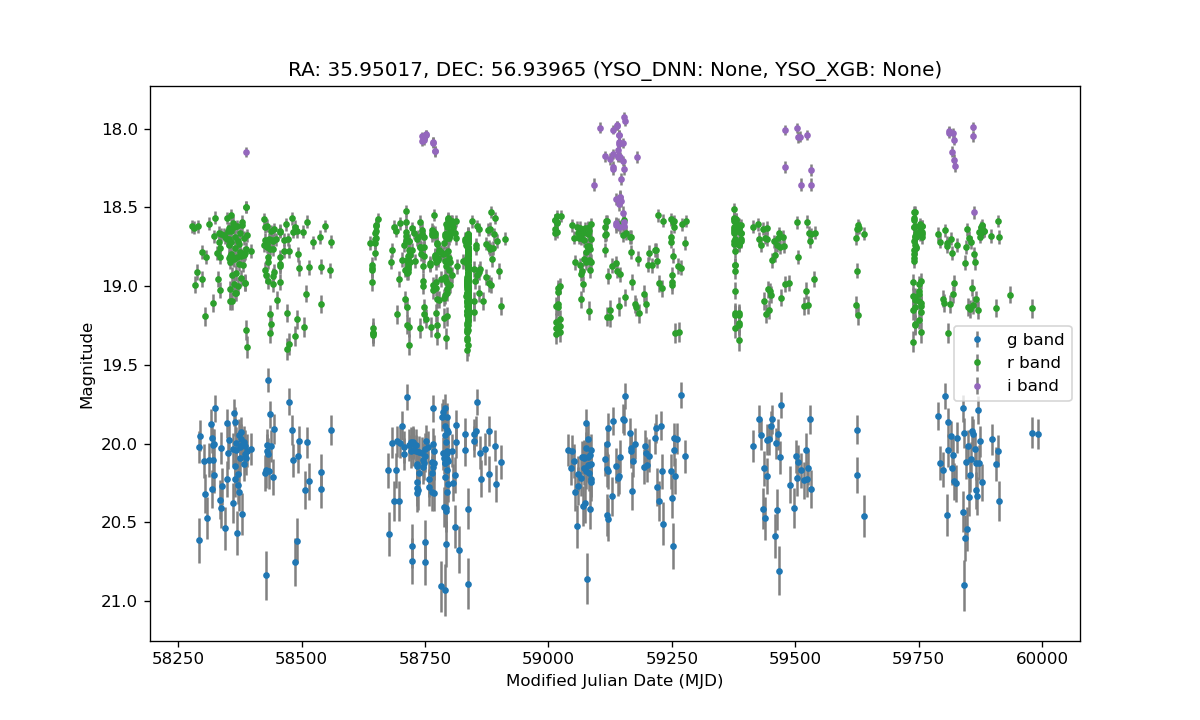 RA: 35.95017, DEC: 56.93965 (YSO_DNN: None, YSO_XGB: None)
18.0
18.5
19.0
19.5
20.0
20.5
21.0
Magnitude
g band
r band
i band
58250 58500 58750 59000 59250 59500 59750 60000
Modified Julian Date (MJD)